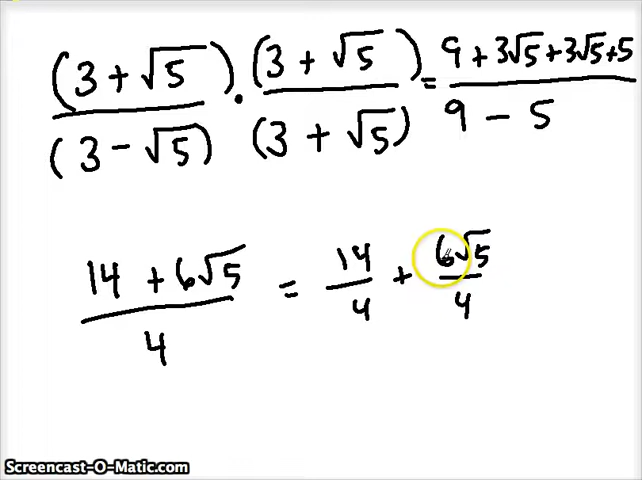 (3 + √5) / (3 - √5) · (3 + √5) / (3 + √5) = 9 + 3√5 + 3√5 + 5 / 9 - 5
14 + 6√5 / 4 = 14 / 4 + 6√5 / 4
Screencast-O-Matic.com